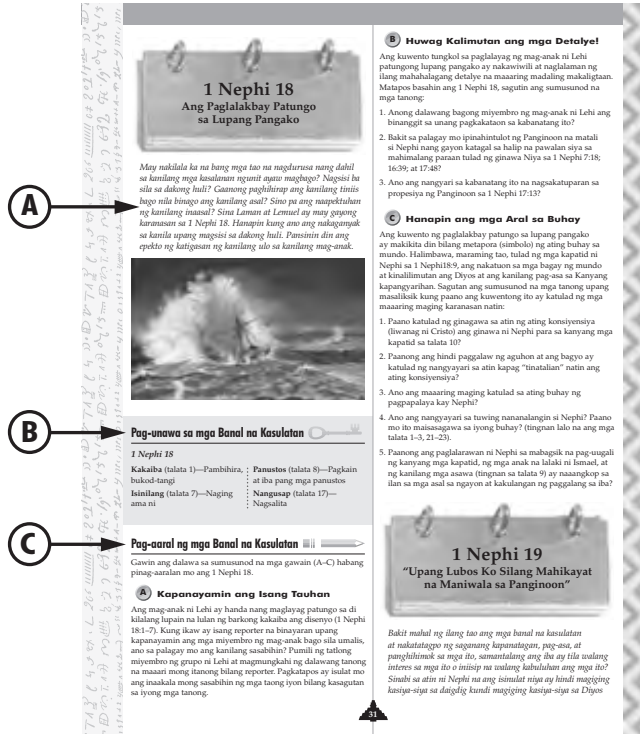 1 Nephi 18
Ang Paglalakbay Patungo
sa Lupang Pangako
May nakilala ka na bang mga tao na nagdurusa nang dahil
sa kanilang mga kasalanan ngunit ayaw magbago? Nagsisi ba
sila sa dakong huli? Gaanong paghihirap ang kanilang tiniis
bago nila binago ang kanilang asal? Sino pa ang naapektuhan
ng kanilang inaasal? Sina Laman at Lemuel ay may gayong
karanasan sa 1 Nephi 18. Hanapin kung ano ang nakaganyak
sa kanila upang magsisi sa dakong huli. Pansinin din ang
epekto ng katigasan ng kanilang ulo sa kanilang mag-anak.
A
B
Pag-unawa sa mga Banal na Kasulatan
1 Nephi 18
Kakaiba (talata 1)—Pambihira,
bukod-tangi
Isinilang (talata 7)—Naging
ama ni
Panustos (talata 8)—Pagkain
at iba pang mga panustos
Nangusap (talata 17)—
Nagsalita
C
Pag-aaral ng mga Banal na Kasulatan
Gawin ang dalawa sa sumusunod na mga gawain (A–C) habang
pinag-aaralan mo ang 1 Nephi 18.
A Kapanayamin ang Isang Tauhan
Ang mag-anak ni Lehi ay handa nang maglayag patungo sa di
kilalang lupain na lulan ng barkong kakaiba ang disenyo (1 Nephi
18:1–7). Kung ikaw ay isang reporter na binayaran upang
kapanayamin ang mga miyembro ng mag-anak bago sila umalis,
ano sa palagay mo ang kanilang sasabihin? Pumili ng tatlong
miyembro ng grupo ni Lehi at magmungkahi ng dalawang tanong
na maaari mong itanong bilang reporter. Pagkatapos ay isulat mo
ang inaakala mong sasabihin ng mga taong iyon bilang kasagutan
sa iyong mga tanong.
B Huwag Kalimutan ang mga Detalye!
Ang kuwento tungkol sa paglalayag ng mag-anak ni Lehi
patungong lupang pangako ay nakawiwili at naglalaman ng
ilang mahahalagang detalye na maaaring madaling makaligtaan.
Matapos basahin ang 1 Nephi 18, sagutin ang sumusunod na
mga tanong:
1. Anong dalawang bagong miyembro ng mag-anak ni Lehi ang
binanggit sa unang pagkakataon sa kabanatang ito?
2. Bakit sa palagay mo ipinahintulot ng Panginoon na matali
si Nephi nang gayon katagal sa halip na pawalan siya sa
mahimalang paraan tulad ng ginawa Niya sa 1 Nephi 7:18;
16:39; at 17:48?
3. Ano ang nangyari sa kabanatang ito na nagsakatuparan sa
propesiya ng Panginoon sa 1 Nephi 17:13?
C Hanapin ang mga Aral sa Buhay
Ang kuwento ng paglalakbay patungo sa lupang pangako
ay makikita din bilang metapora (simbolo) ng ating buhay sa
mundo. Halimbawa, maraming tao, tulad ng mga kapatid ni
Nephi sa 1 Nephi18:9, ang nakatuon sa mga bagay ng mundo
at kinalilimutan ang Diyos at ang kanilang pag-asa sa Kanyang
kapangyarihan. Sagutan ang sumusunod na mga tanong upang
masaliksik kung paano ang kuwentong ito ay katulad ng mga
maaaring maging karanasan natin:
1. Paano katulad ng ginagawa sa atin ng ating konsiyensiya
(liwanag ni Cristo) ang ginawa ni Nephi para sa kanyang mga
kapatid sa talata 10?
2. Paanong ang hindi paggalaw ng aguhon at ang bagyo ay
katulad ng nangyayari sa atin kapag “tinatalian” natin ang
ating konsiyensiya?
3. Ano ang maaaring maging katulad sa ating buhay ng
pagpapalaya kay Nephi?
4. Ano ang nangyayari sa tuwing nananalangin si Nephi? Paano
mo ito maisasagawa sa iyong buhay? (tingnan lalo na ang mga
talata 1–3, 21–23).
5. Paanong ang paglalarawan ni Nephi sa mabagsik na pag-uugali
ng kanyang mga kapatid, ng mga anak na lalaki ni Ismael, at
ng kanilang mga asawa (tingnan sa talata 9) ay naaangkop sa
ilan sa mga asal sa ngayon at kakulangan ng paggalang sa iba?
1 Nephi 19
“Upang Lubos Ko Silang Mahikayat
na Maniwala sa Panginoon”
Bakit mahal ng ilang tao ang mga banal na kasulatan
at nakatatagpo ng saganang kapanatagan, pag-asa, at
panghihimok sa mga ito, samantalang ang iba ay tila walang
interes sa mga ito o iniisip na walang kabuluhan ang mga ito?
Sinabi sa atin ni Nephi na ang isinulat niya ay hindi magiging
kasiya-siya sa daigdig kundi magiging kasiya-siya sa Diyos
31